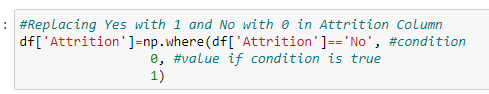 : #Replacing Yes with 1 and No with 0 in Attrition Column
df['Attrition']=np.where(df['Attrition']=='No', #condition
0, #value if condition is true
1)